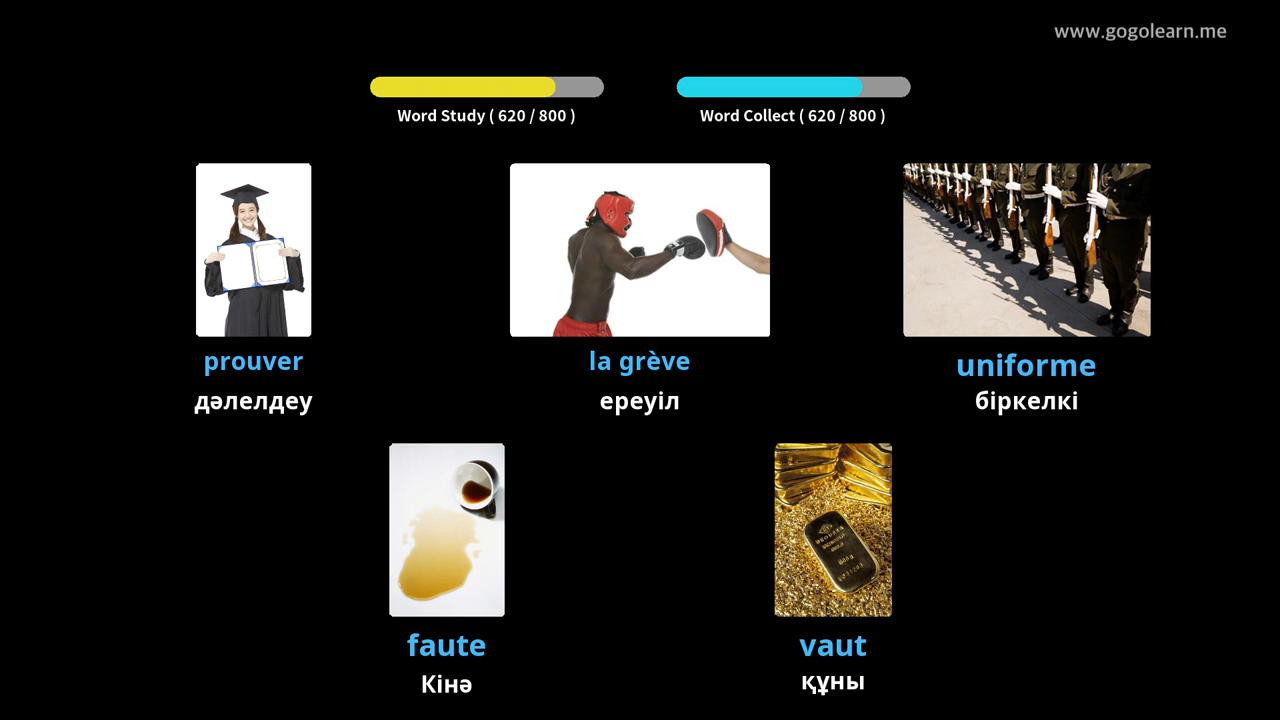 www.gogolearn.me
Word Study ( 620 / 800 )
Word Collect ( 620 / 800 )
prouver
la grève
uniforme
дәлелдеу
ереуіл
біркелкі
faute
vaut
Кінә
құны